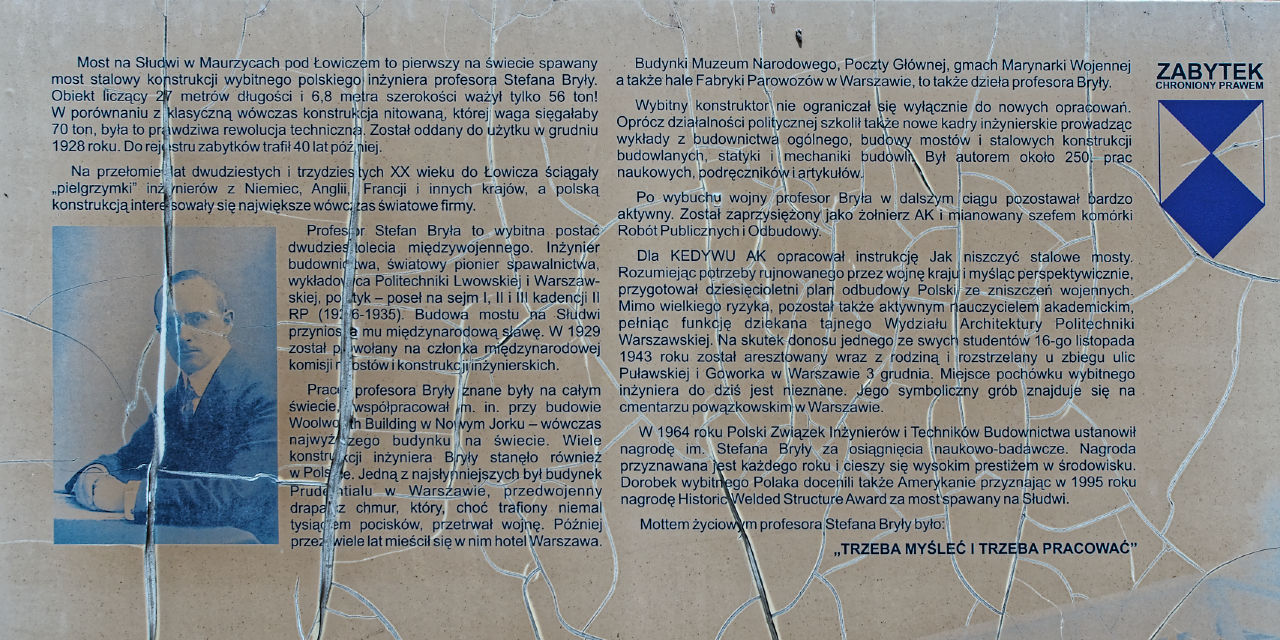 Most na Słudwi w Maurzycach pod Łowiczem to pierwszy na świecie spawany
most stalowy konstrukcji wybitnego polskiego inżyniera profesora Stefana Bryły.
Obiekt liczący 27 metrów długości i 6,8 metra szerokości ważył tylko 56 ton!
W porównaniu z klasyczną wówczas konstrukcja nitowaną, której waga sięgałaby
70 ton, była to prawdziwa rewolucja techniczna. Został oddany do użytku w grudniu
1928 roku. Do rejestru zabytków trafił 40 lat później.
Na przełomie lat dwudziestych i trzydziestych XX wieku do Łowicza ściągały
„pielgrzymki” inżynierów z Niemiec, Anglii, Francji i innych krajów, a polską
konstrukcją interesowały się największe wówczas światowe firmy.
Profesor Stefan Bryła to wybitna postać
dwudziestolecia międzywojennego. Inżynier
budownictwa, światowy pionier spawalnictwa,
wykładowca Politechniki Lwowskiej i Warszaw-
skiej, polityk – poseł na sejm I, II i III kadencji II
RP (1926-1935). Budowa mostu na Słudwi
przyniosła mu międzynarodową sławę. W 1929
został powołany na członka międzynarodowej
komisji mostów i konstrukcji inżynierskich.
Prace profesora Bryły znane były na całym
świecie, współpracował m. in. przy budowie
Woolworth Building w Nowym Jorku – wówczas
najwyższego budynku na świecie. Wiele
konstrukcji inżyniera Bryły stanęło również
w Polsce. Jedną z najsłynniejszych był budynek
Prudentialu w Warszawie, przedwojenny
drapacz chmur, który, choć trafiony niemal
tysiącem pocisków, przetrwał wojnę. Później
przez wiele lat mieścił się w nim hotel Warszawa.
Budynki Muzeum Narodowego, Poczty Głównej, gmach Marynarki Wojennej
a także hale Fabryki Parowozów w Warszawie, to także dzieła profesora Bryły.
Wybitny konstruktor nie ograniczał się wyłącznie do nowych opracowań.
Oprócz działalności politycznej szkolił także nowe kadry inżynierskie prowadząc
wykłady z budownictwa ogólnego, budowy mostów i stalowych konstrukcji
budowlanych, statyki i mechaniki budowli. Był autorem około 250 prac
naukowych, podręczników i artykułów.
Po wybuchu wojny profesor Bryła w dalszym ciągu pozostawał bardzo
aktywny. Został zaprzysiężony jako żołnierz AK i mianowany szefem komórki
Robót Publicznych i Odbudowy.
Dla KEDYWU AK opracował instrukcję Jak niszczyć stalowe mosty.
Rozumiejąc potrzeby rujnowanego przez wojnę kraju i myśląc perspektywicznie,
przygotował dziesięcioletni plan odbudowy Polski ze zniszczeń wojennych.
Mimo wielkiego ryzyka, pozostał także aktywnym nauczycielem akademickim,
pełniąc funkcję dziekana tajnego Wydziału Architektury Politechniki
Warszawskiej. Na skutek donosu jednego ze swych studentów 16-go listopada
1943 roku został aresztowany wraz z rodziną i rozstrzelany u zbiegu ulic
Puławskiej i Goworka w Warszawie 3 grudnia. Miejsce pochówku wybitnego
inżyniera do dziś jest nieznane. Jego symboliczny grób znajduje się na
cmentarzu powązkowskim w Warszawie.
W 1964 roku Polski Związek Inżynierów i Techników Budownictwa ustanowił
nagrodę im. Stefana Bryły za osiągnięcia naukowo-badawcze. Nagroda
przyznawana jest każdego roku i cieszy się wysokim prestiżem w środowisku.
Dorobek wybitnego Polaka docenili także Amerykanie przyznając w 1995 roku
nagrodę Historic Welded Structure Award za most spawany na Słudwi.
Mottem życiowym profesora Stefana Bryły było:
„TRZEBA MYŚLEĆ I TRZEBA PRACOWAĆ”
ZABYTEK
CHRONIONY PRAWEM